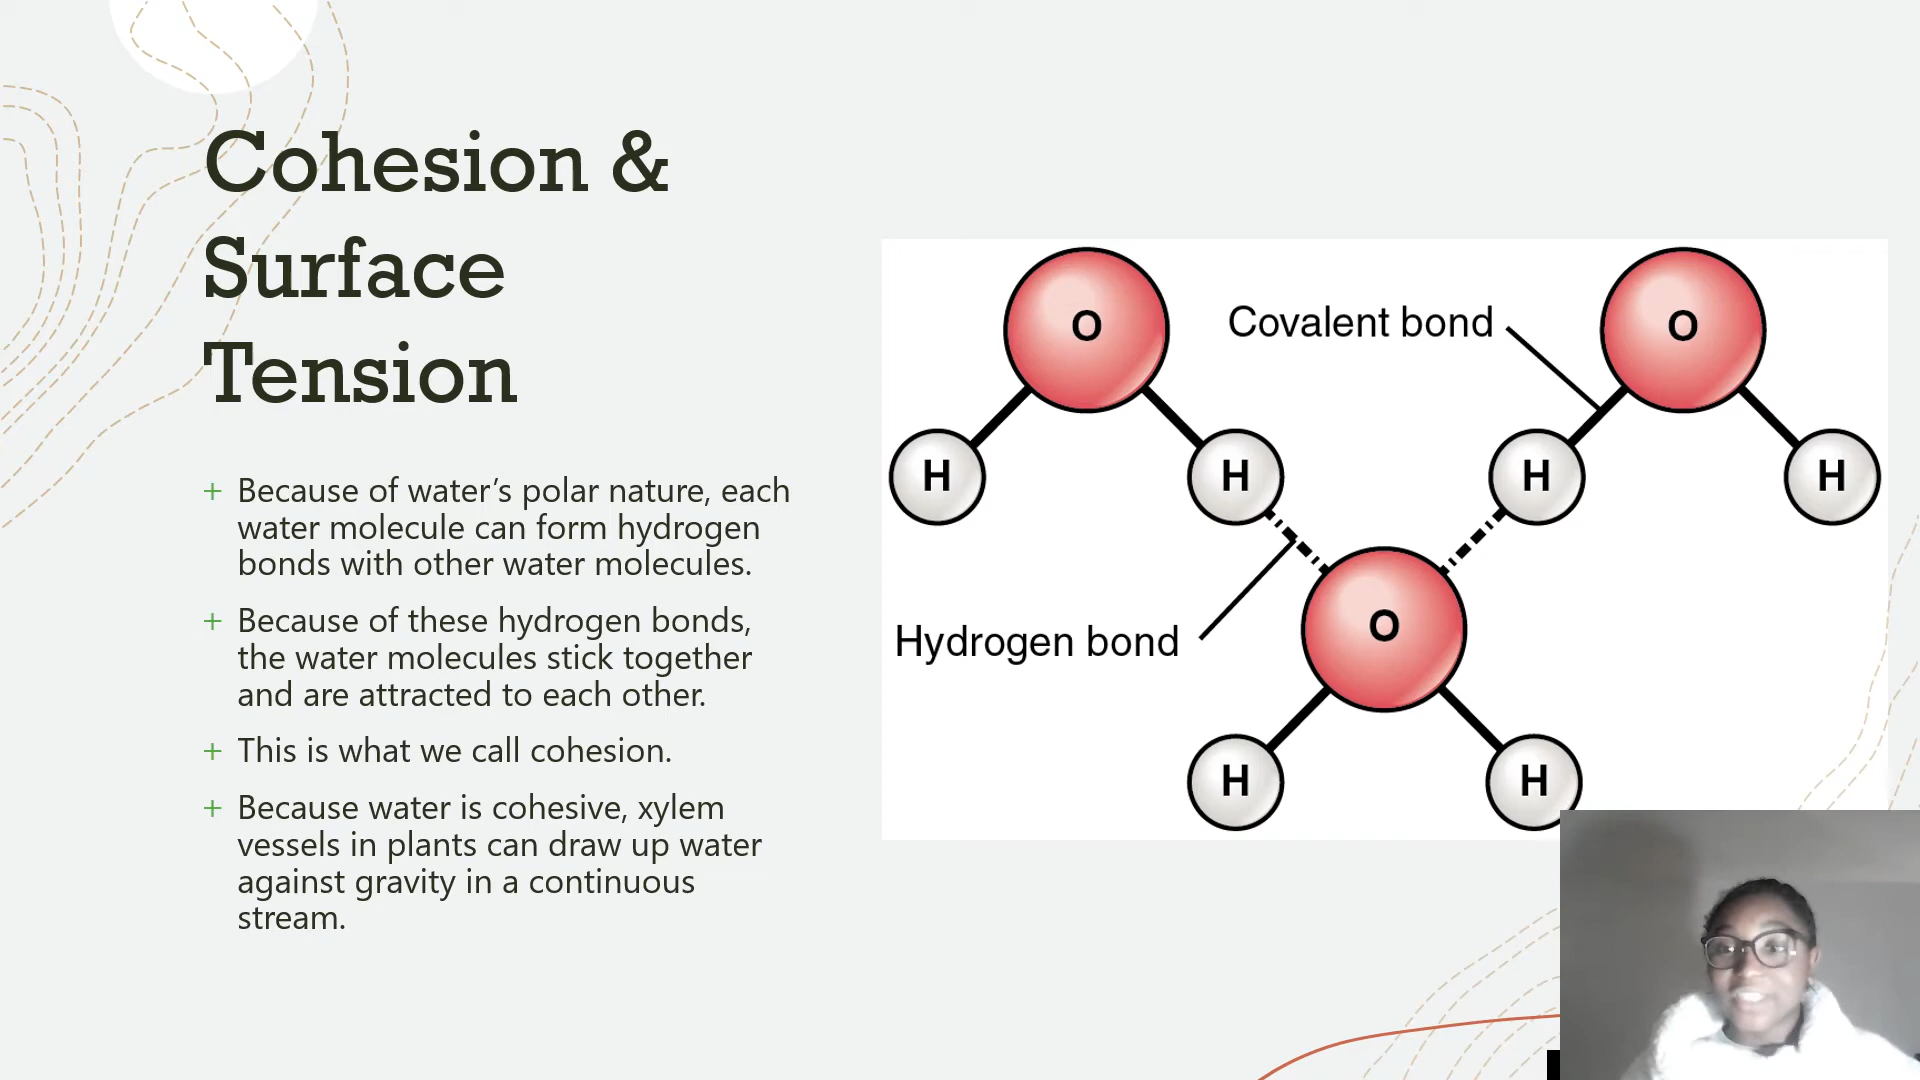 Cohesion &
Surface
Tension
+ Because of water’s polar nature, each
water molecule can form hydrogen
bonds with other water molecules.
+ Because of these hydrogen bonds,
the water molecules stick together
and are attracted to each other.
+ This is what we call cohesion.
+ Because water is cohesive, xylem
vessels in plants can draw up water
against gravity in a continuous
stream.
O
Covalent bond
O
H
H
H
H
Hydrogen bond
O
H
H